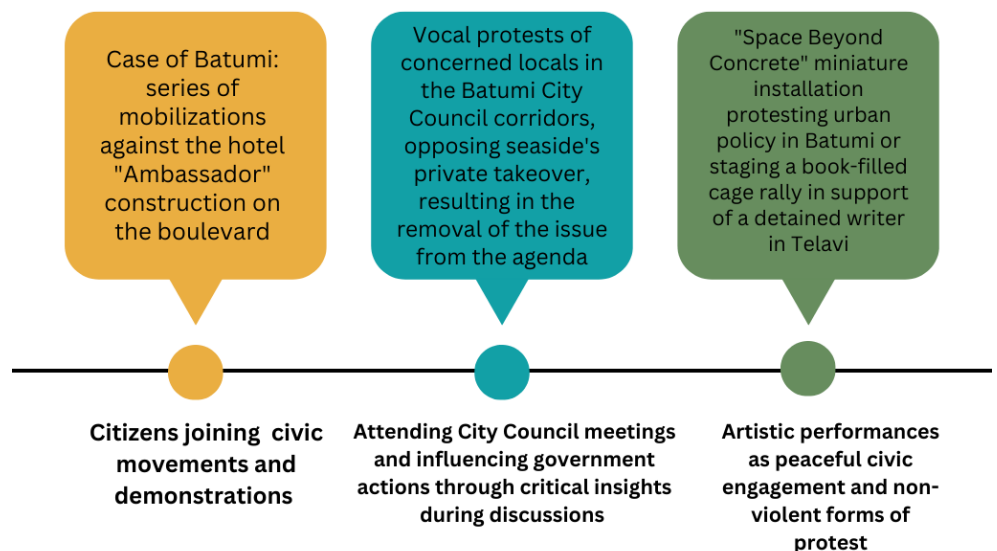 Case of Batumi:
series of
mobilizations
against the hotel
"Ambassador"
construction on
the boulevard
Vocal protests of
concerned locals in
the Batumi City
Council corridors,
opposing seaside's
private takeover,
resulting in the
removal of the issue
from the agenda
"Space Beyond
Concrete" miniature
installation
protesting urban
policy in Batumi or
staging a book-filled
cage rally in support
of a detained writer
in Telavi
Citizens joining civic
movements and
demonstrations
Attending City Council meetings
and influencing government
actions through critical insights
during discussions
Artistic performances
as peaceful civic
engagement and non-
violent forms of
protest